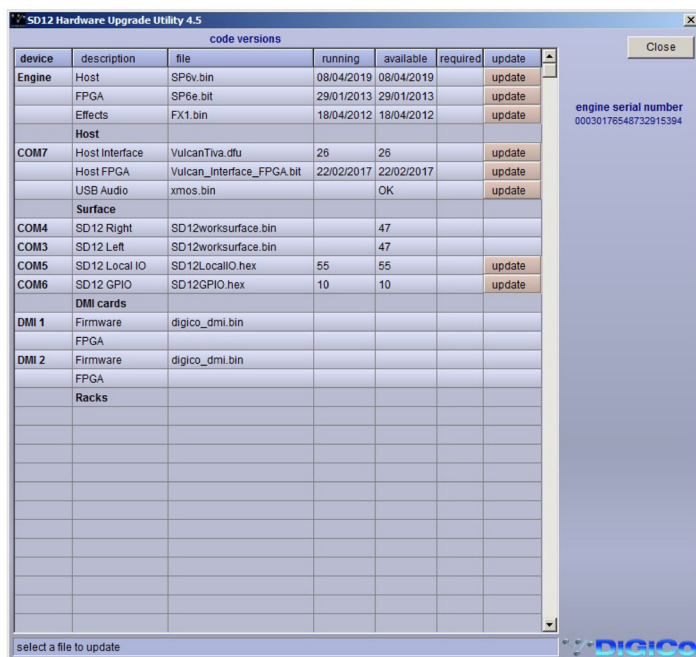 SD12 Hardware Upgrade Utility 4.5
code versions
Close
device description file running available required update
Engine Host SP6v.bin 08/04/2019 08/04/2019 update
FPGA SP6e.bit 29/01/2013 29/01/2013 update
Effects FX1.bin 18/04/2012 18/04/2012 update
engine serial number
00030176548732915394
Host
COM7 Host Interface VulcanTiva.dfu 26 26 update
Host FPGA Vulcan_Interface_FPGA.bit 22/02/2017 22/02/2017 update
USB Audio xmos.bin OK update
Surface
COM4 SD12 Right SD12worksurface.bin 47
COM3 SD12 Left SD12worksurface.bin 47
COM5 SD12 Local IO SD12LocalIO.hex 55 55 update
COM6 SD12 GPIO SD12GPIO.hex 10 10 update
DMI cards
DMI 1 Firmware digico_dmi.bin
FPGA
DMI 2 Firmware digico_dmi.bin
FPGA
Racks
select a file to update
DiGiCo